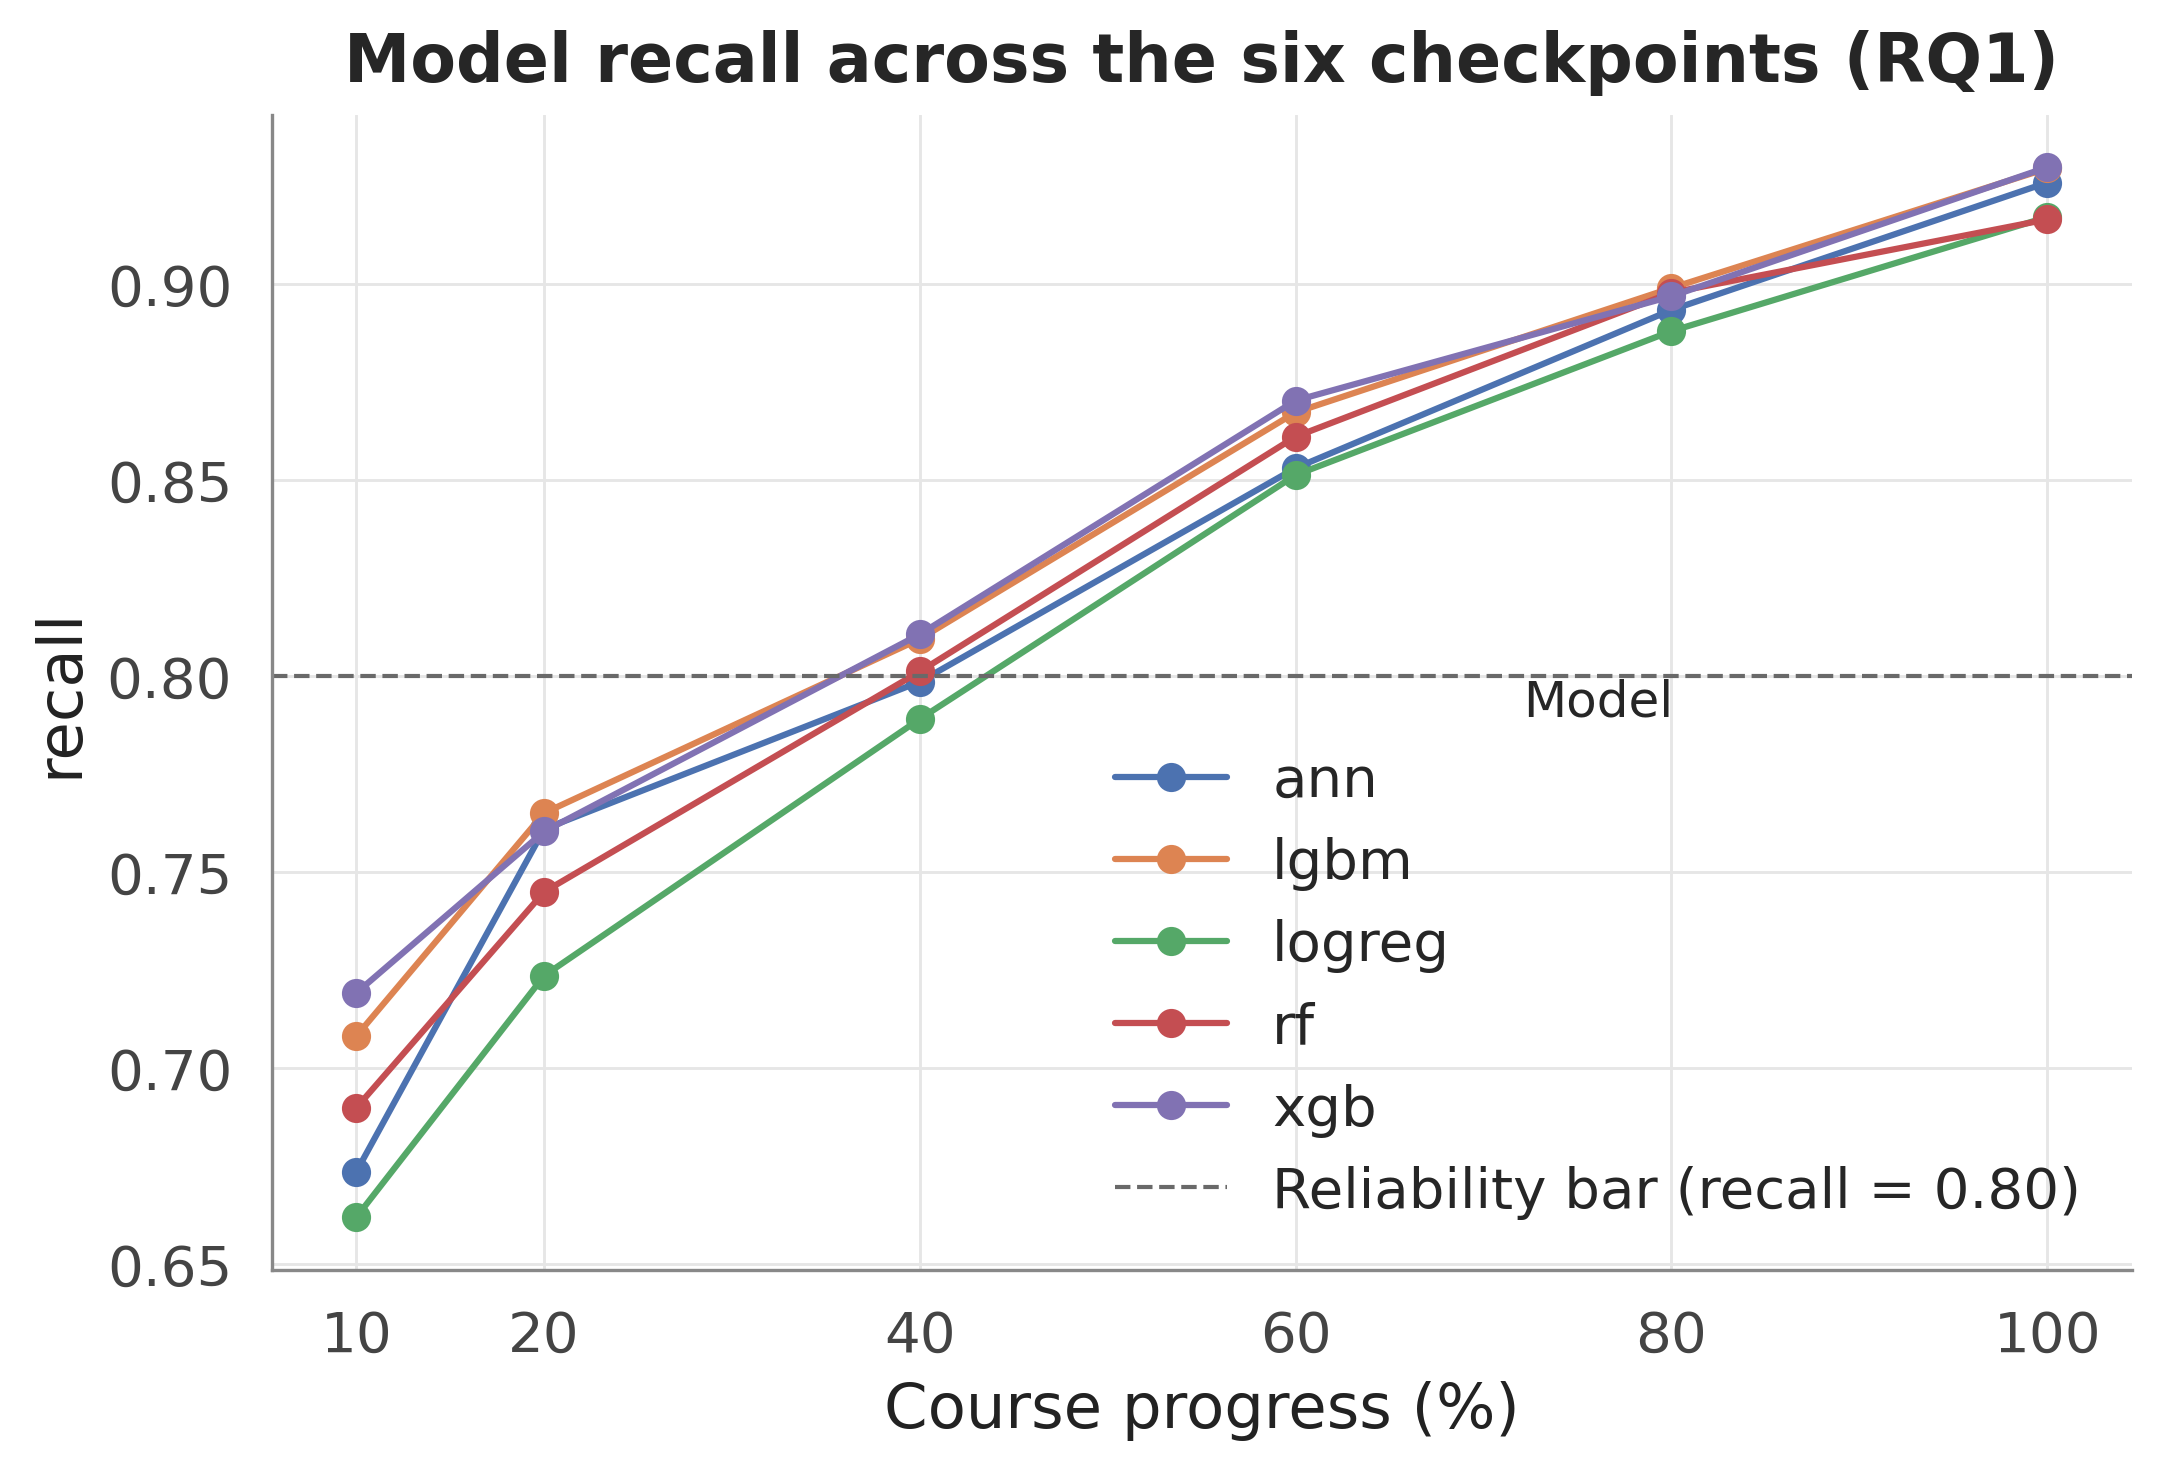 Model recall across the six checkpoints (RQ1)
recall
0.90
0.85
0.80
0.75
0.70
0.65
Model
ann
lgbm
logreg
rf
xgb
Reliability bar (recall = 0.80)
10 20 40 60 80 100
Course progress (%)